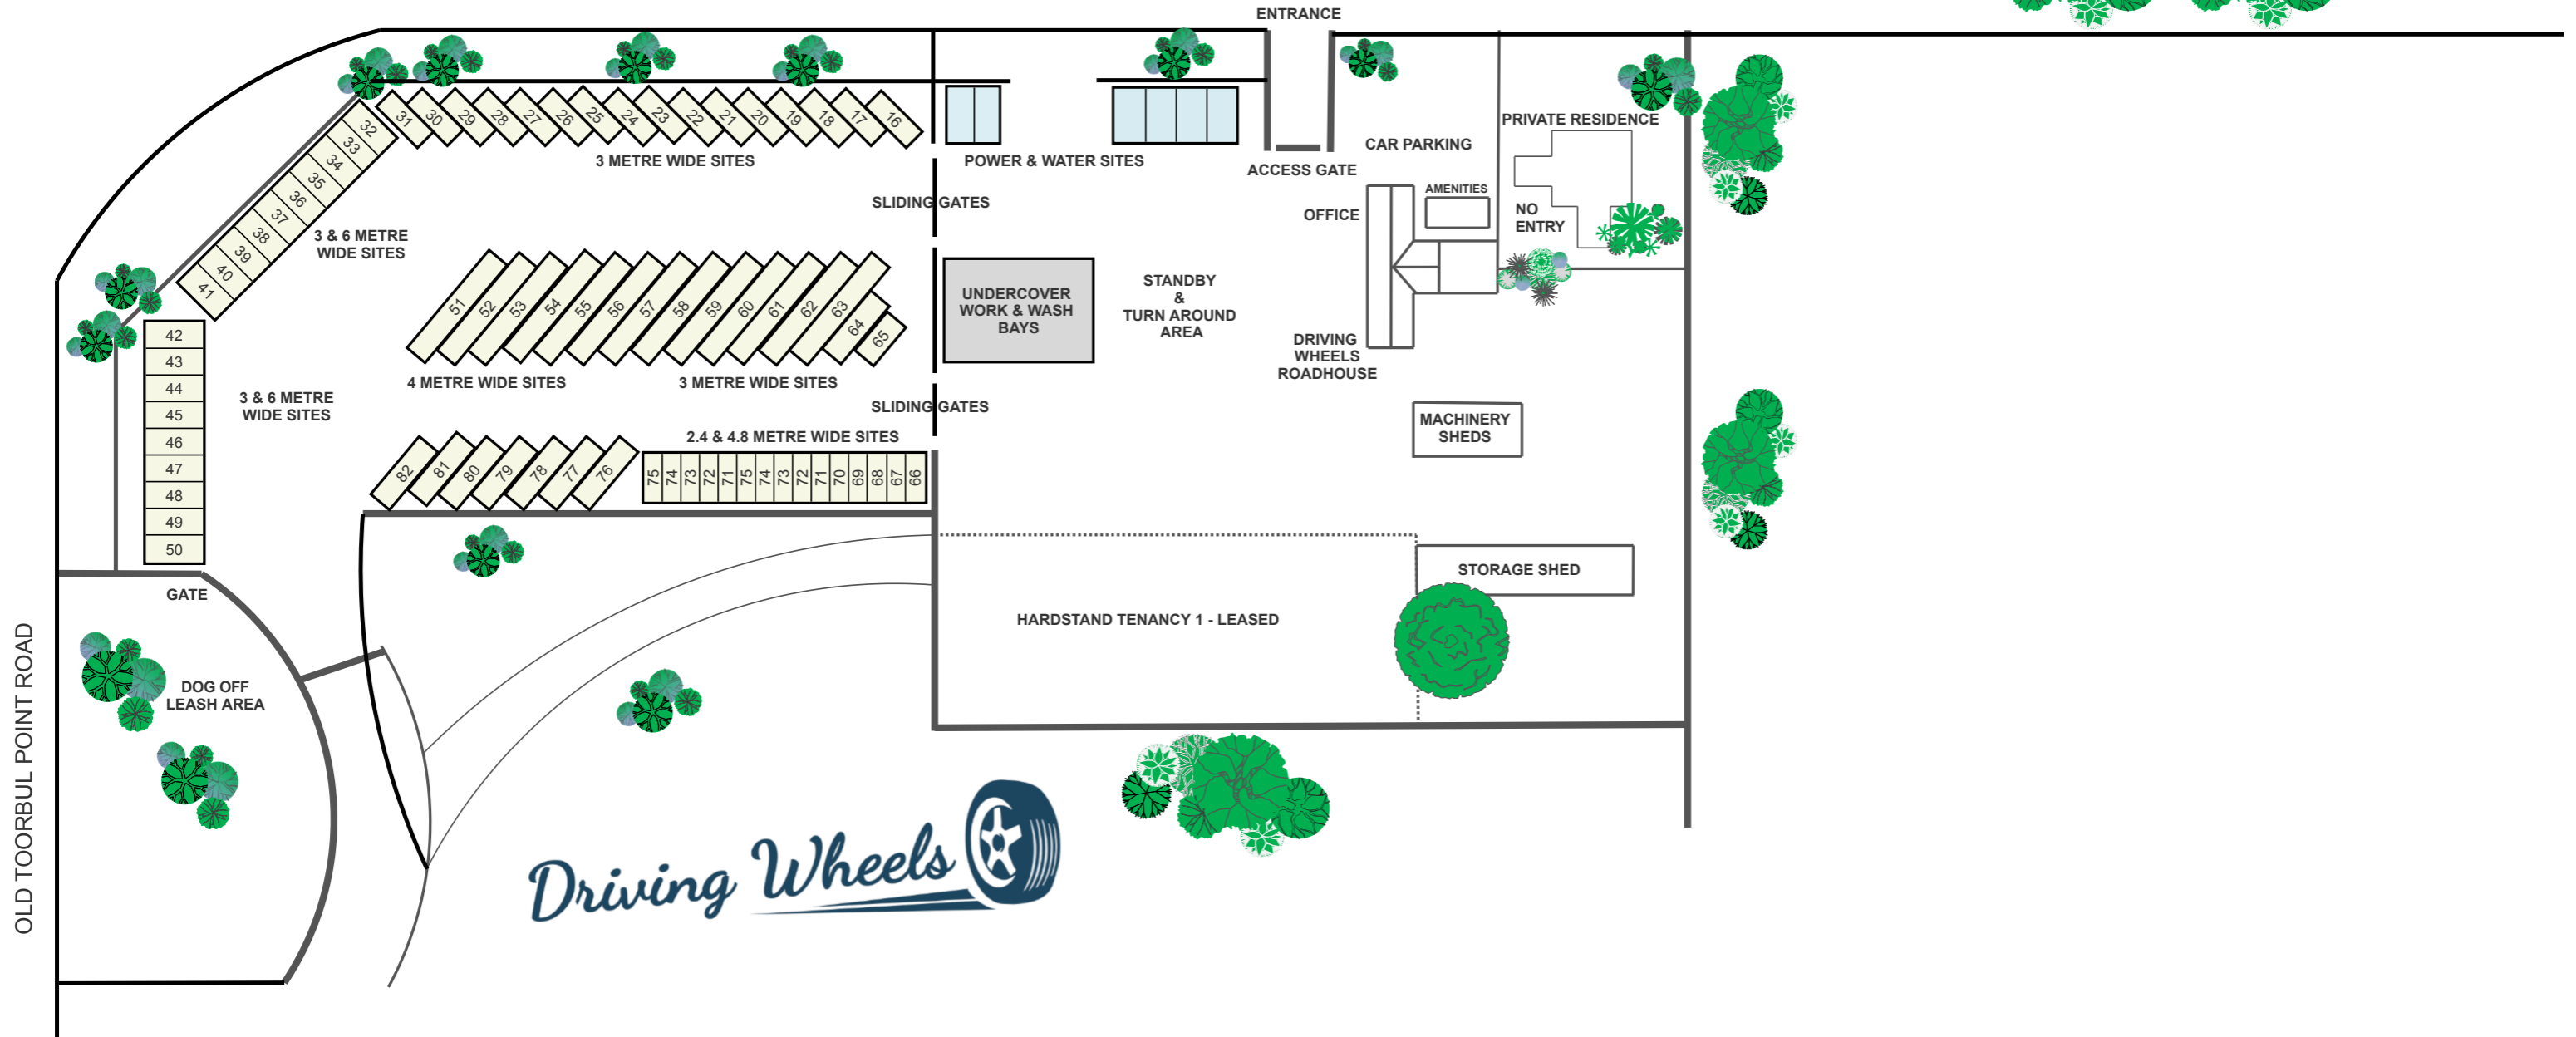 ENTRANCE
31
30
29
28
27
26
25
24
23
22
21
20
19
18
17
16
3 METRE WIDE SITES
POWER & WATER SITES
ACCESS GATE
CAR PARKING
PRIVATE RESIDENCE
32
33
34
35
36
37
38
39
40
41
3 & 6 METRE
WIDE SITES
SLIDING GATES
OFFICE
AMENITIES
NO
ENTRY
51
52
53
54
55
56
57
58
59
60
61
62
63
64
65
4 METRE WIDE SITES
3 METRE WIDE SITES
UNDERCOVER
WORK & WASH
BAYS
STANDBY
&
TURN AROUND
AREA
DRIVING
WHEELS
ROADHOUSE
42
43
44
45
46
47
48
49
50
3 & 6 METRE
WIDE SITES
SLIDING GATES
MACHINERY
SHEDS
2.4 & 4.8 METRE WIDE SITES
82
81
80
79
78
77
76
75
74
73
72
71
75
74
73
72
71
70
69
68
67
66
GATE
STORAGE SHED
HARDSTAND TENANCY 1 - LEASED
DOG OFF
LEASH AREA
OLD TOORBUL POINT ROAD
Driving Wheels